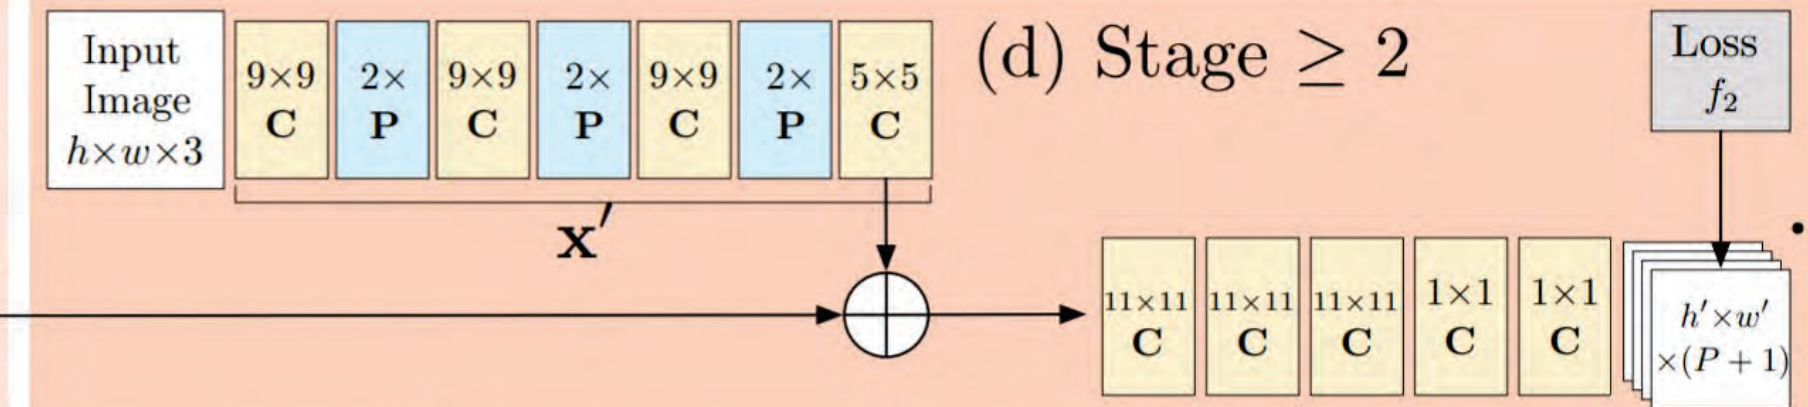 Input
Image
h×w×3
9×9
C
2×
P
9×9
C
2×
P
9×9
C
2×
P
5×5
C
x′
(d) Stage ≥ 2
Loss
f₂
11×11
C
11×11
C
11×11
C
1×1
C
1×1
C
h′×w′
×(P + 1)